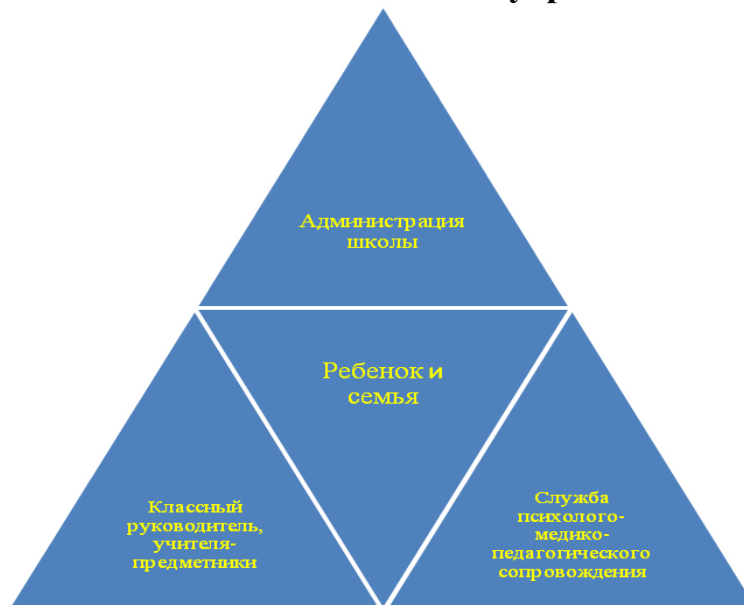 Администрация
школы
Ребенок и
семья
Классный
руководитель,
учителя-
предметники
Служба
психолого-
медико-
педагогического
сопровождения